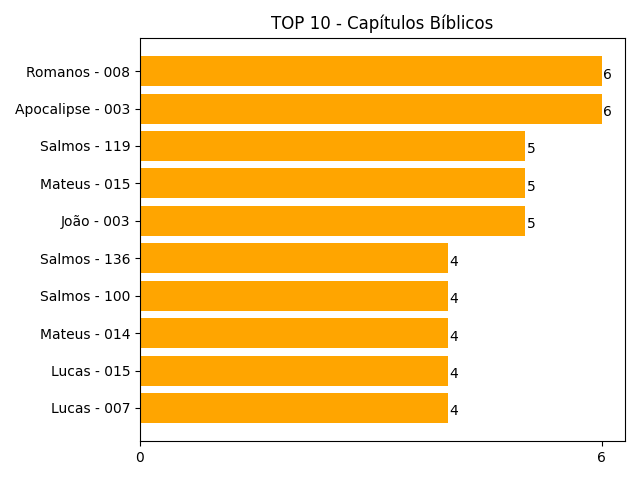 TOP 10 - Capítulos Bíblicos
Romanos - 008 6
Apocalipse - 003 6
Salmos - 119 5
Mateus - 015 5
João - 003 5
Salmos - 136 4
Salmos - 100 4
Mateus - 014 4
Lucas - 015 4
Lucas - 007 4
0 6